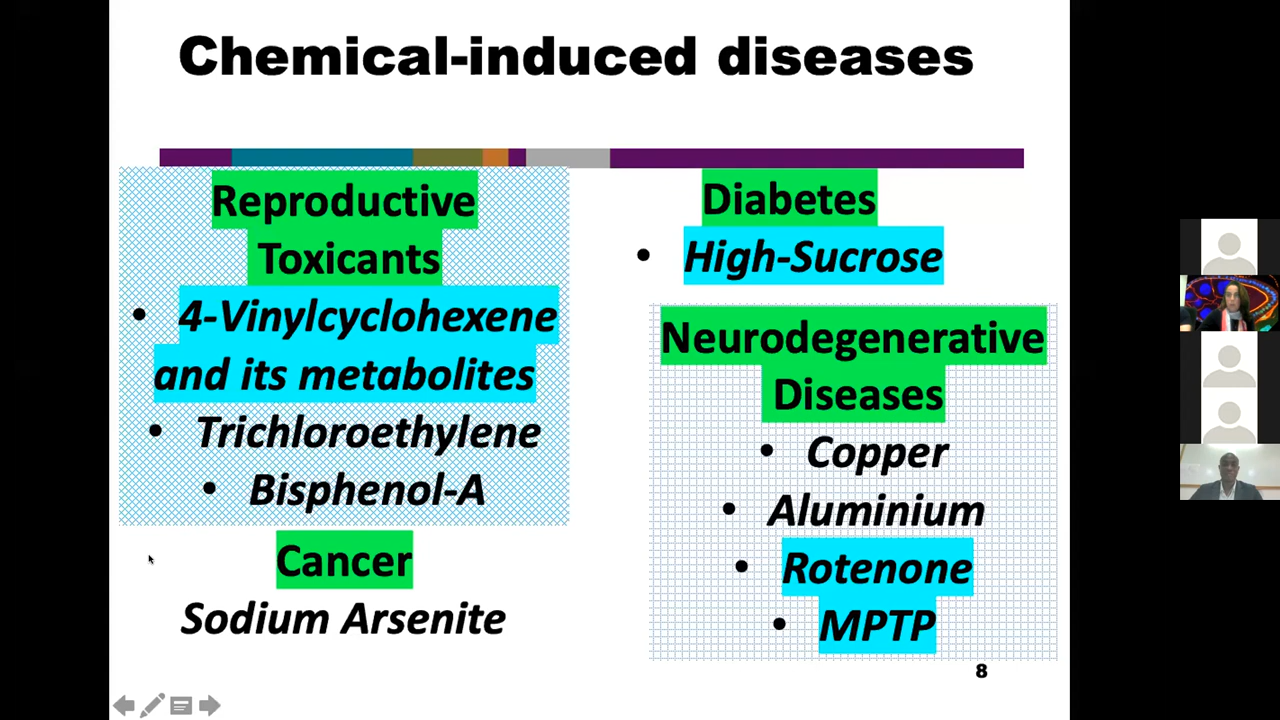 Chemical-induced diseases
Reproductive
Toxicants
• 4-Vinylcyclohexene
and its metabolites
• Trichloroethylene
• Bisphenol-A
Cancer
Sodium Arsenite
Diabetes
• High-Sucrose
Neurodegenerative
Diseases
• Copper
• Aluminium
• Rotenone
• MPTP
8